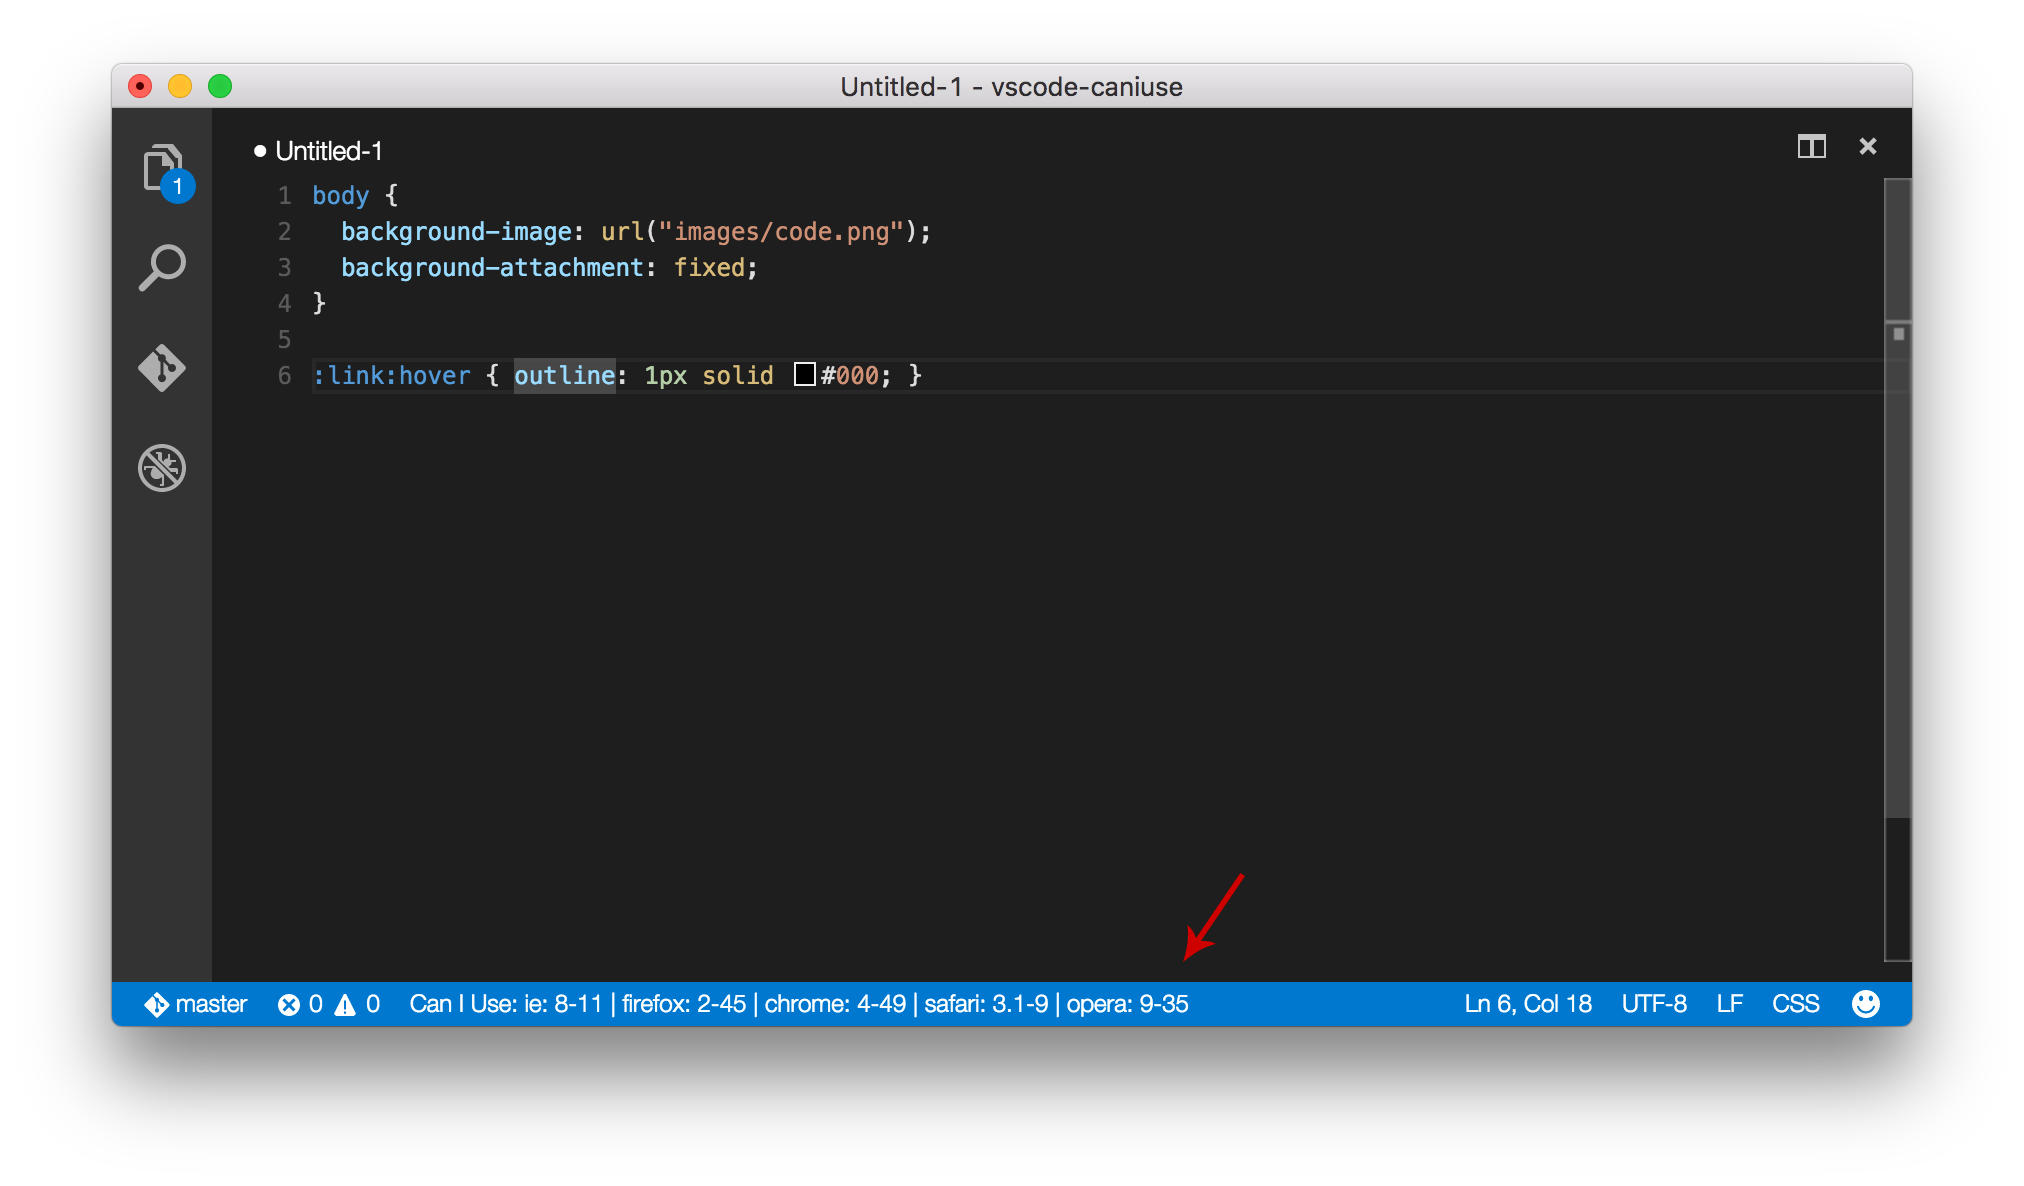 Untitled-1 - vscode-caniuse
Untitled-1
1
1 body {
2   background-image: url("images/code.png");
3   background-attachment: fixed;
4 }
5
6 :link:hover { outline: 1px solid #000; }
master 0 0 Can I Use: ie: 8-11 | firefox: 2-45 | chrome: 4-49 | safari: 3.1-9 | opera: 9-35 Ln 6, Col 18 UTF-8 LF CSS